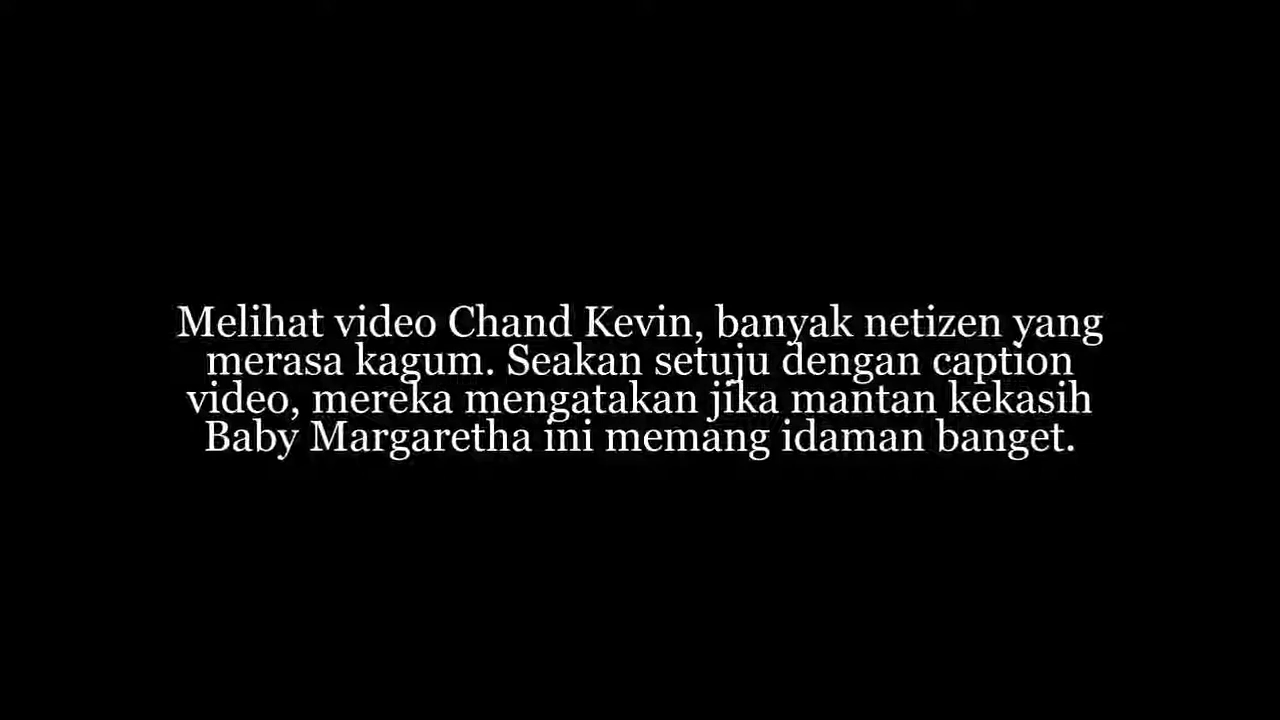 Melihat video Chand Kevin, banyak netizen yang
merasa kagum. Seakan setuju dengan caption
video, mereka mengatakan jika mantan kekasih
Baby Margaretha ini memang idaman banget.